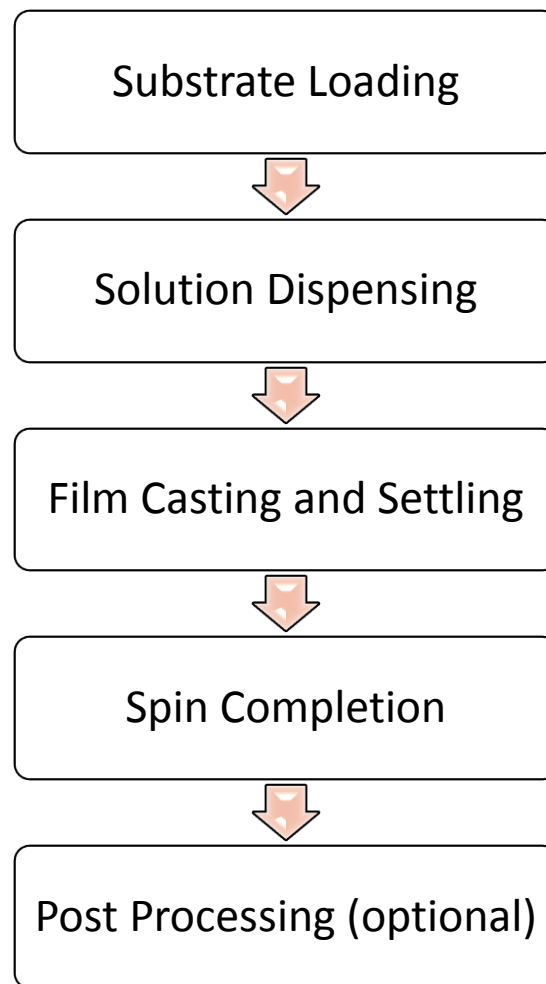 Substrate Loading
Solution Dispensing
Film Casting and Settling
Spin Completion
Post Processing (optional)